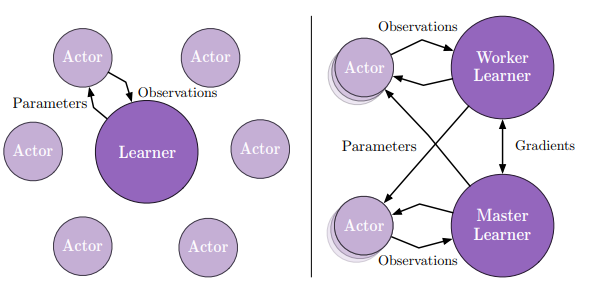 Actor
Actor
Observations
Parameters
Actor
Learner
Actor
Actor
Actor
Observations
Actor
Worker
Learner
Parameters
Gradients
Actor
Master
Learner
Observations